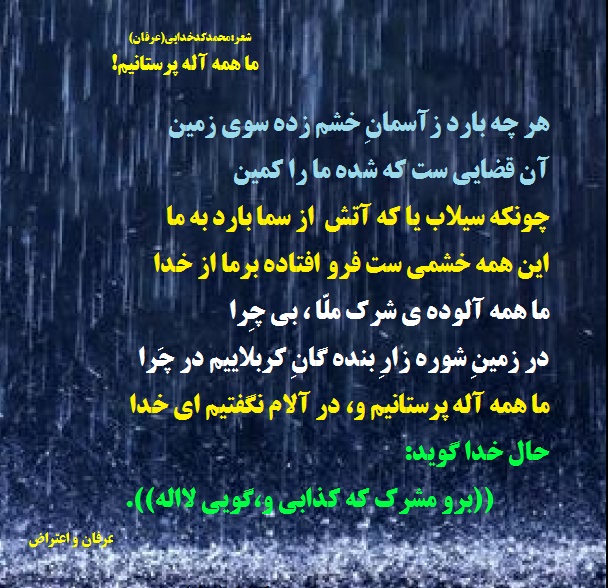 شعر:محمدکدخدایی(عرفان)
ما همه آله پرستانیم!
هر چه بارد زآسمانِ خشم زده سوی زمین
آن قضایی ست که شده ما را کمین
چونکه سیلاب یا که آتش از سما بارد به ما
این همه خشمی ست فرو افتاده برما از خدا
ما همه آلوده ی شرک ملّا ، بی چِرا
در زمینِ شوره زارِ بنده گانِ کربلاییم در چَرا
ما همه آله پرستانیم و، در آلام نگفتیم ای خدا
حال خدا گوید:
((برو مشرک که کذابی و،گویی لااله)).
عرفان و اعتراض